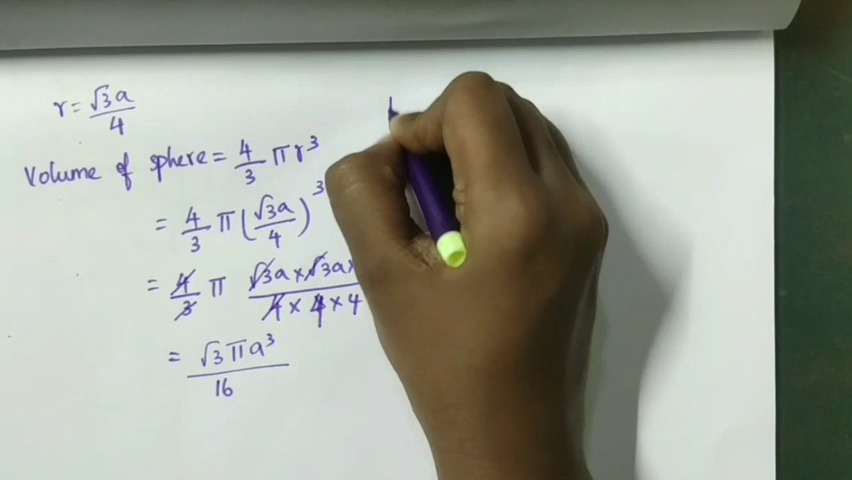 r = √3a/4
Volume of sphere = 4/3 πr³
= 4/3 π (√3a/4)³
= 4/3 π √3a × √3a × / 4 × 4 × 4
= √3πa³/16